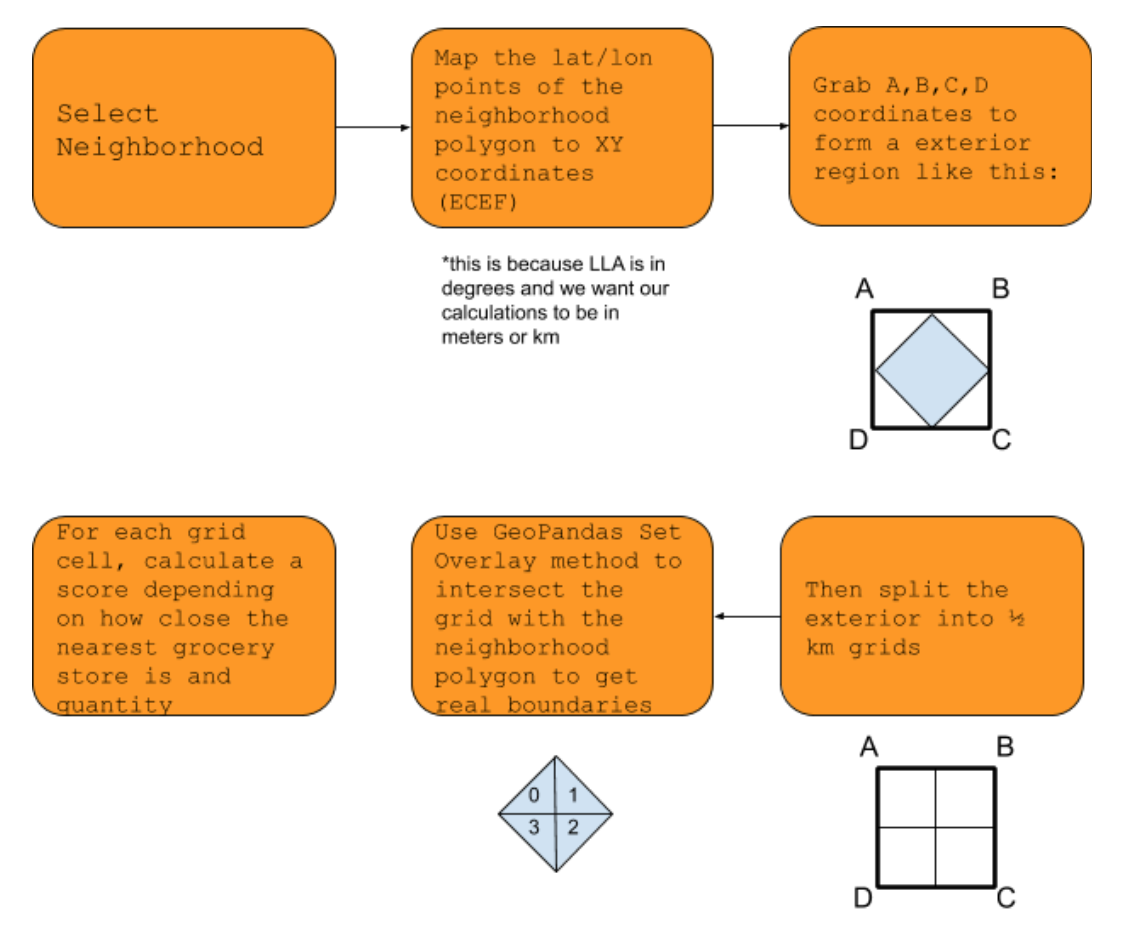 Select
Neighborhood
Map the lat/lon
points of the
neighborhood
polygon to XY
coordinates
(ECEF)
Grab A,B,C,D
coordinates to
form a exterior
region like this:
*this is because LLA is in
degrees and we want our
calculations to be in
meters or km
A B
D C
For each grid
cell, calculate a
score depending
on how close the
nearest grocery
store is and
quantity
Use GeoPandas Set
Overlay method to
intersect the
grid with the
neighborhood
polygon to get
real boundaries
Then split the
exterior into ½
km grids
0 1
3 2
A B
D C